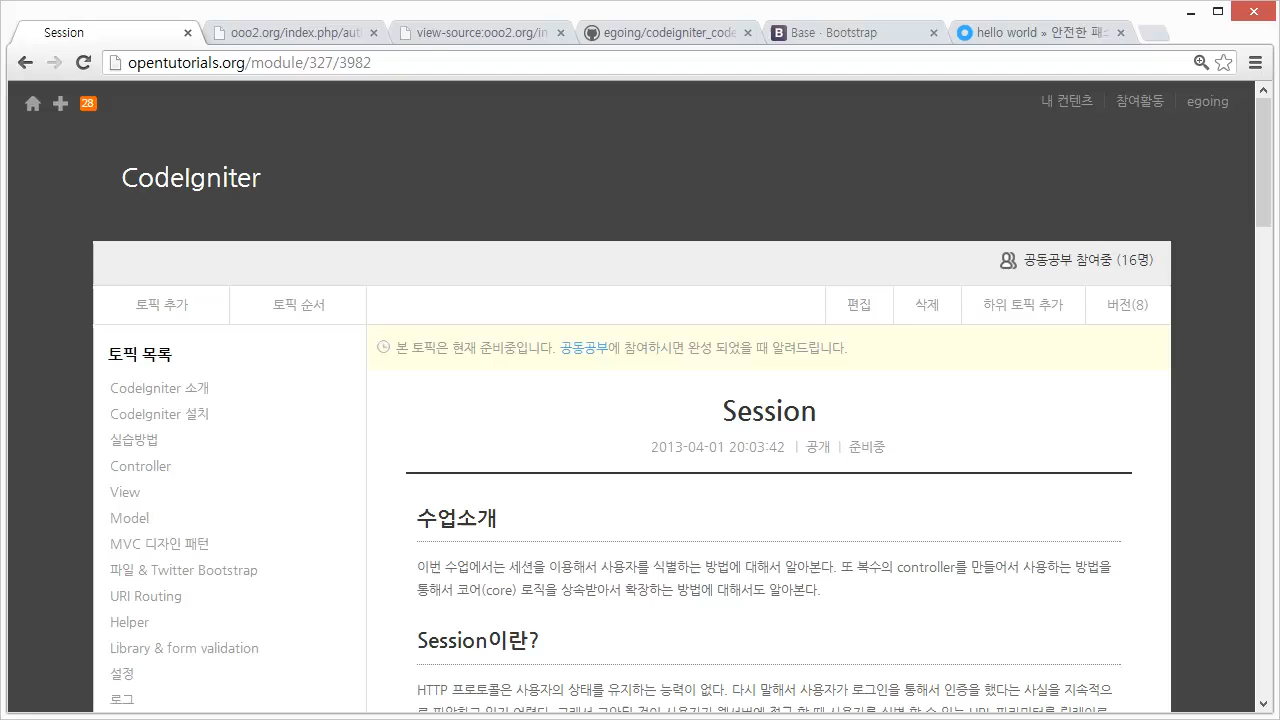 Session
ooo2.org/index.php/aut
view-source:ooo2.org/in
egoing/codeigniter_code
Base · Bootstrap
hello world » 안전한 패
opentutorials.org/module/327/3982
28
내 컨텐츠
참여활동
egoing
CodeIgniter
공동공부 참여중 (16명)
토픽 추가
토픽 순서
편집
삭제
하위 토픽 추가
버전(8)
토픽 목록
CodeIgniter 소개
CodeIgniter 설치
실습방법
Controller
View
Model
MVC 디자인 패턴
파일 & Twitter Bootstrap
URI Routing
Helper
Library & form validation
설정
로그
본 토픽은 현재 준비중입니다. 공동공부에 참여하시면 완성 되었을 때 알려드립니다.
Session
2013-04-01 20:03:42 | 공개 | 준비중
수업소개
이번 수업에서는 세션을 이용해서 사용자를 식별하는 방법에 대해서 알아본다. 또 복수의 controller를 만들어서 사용하는 방법을
통해서 코어(core) 로직을 상속받아서 확장하는 방법에 대해서도 알아본다.
Session이란?
HTTP 프로토콜은 사용자의 상태를 유지하는 능력이 없다. 다시 말해서 사용자가 로그인을 통해서 인증을 했다는 사실을 지속적으